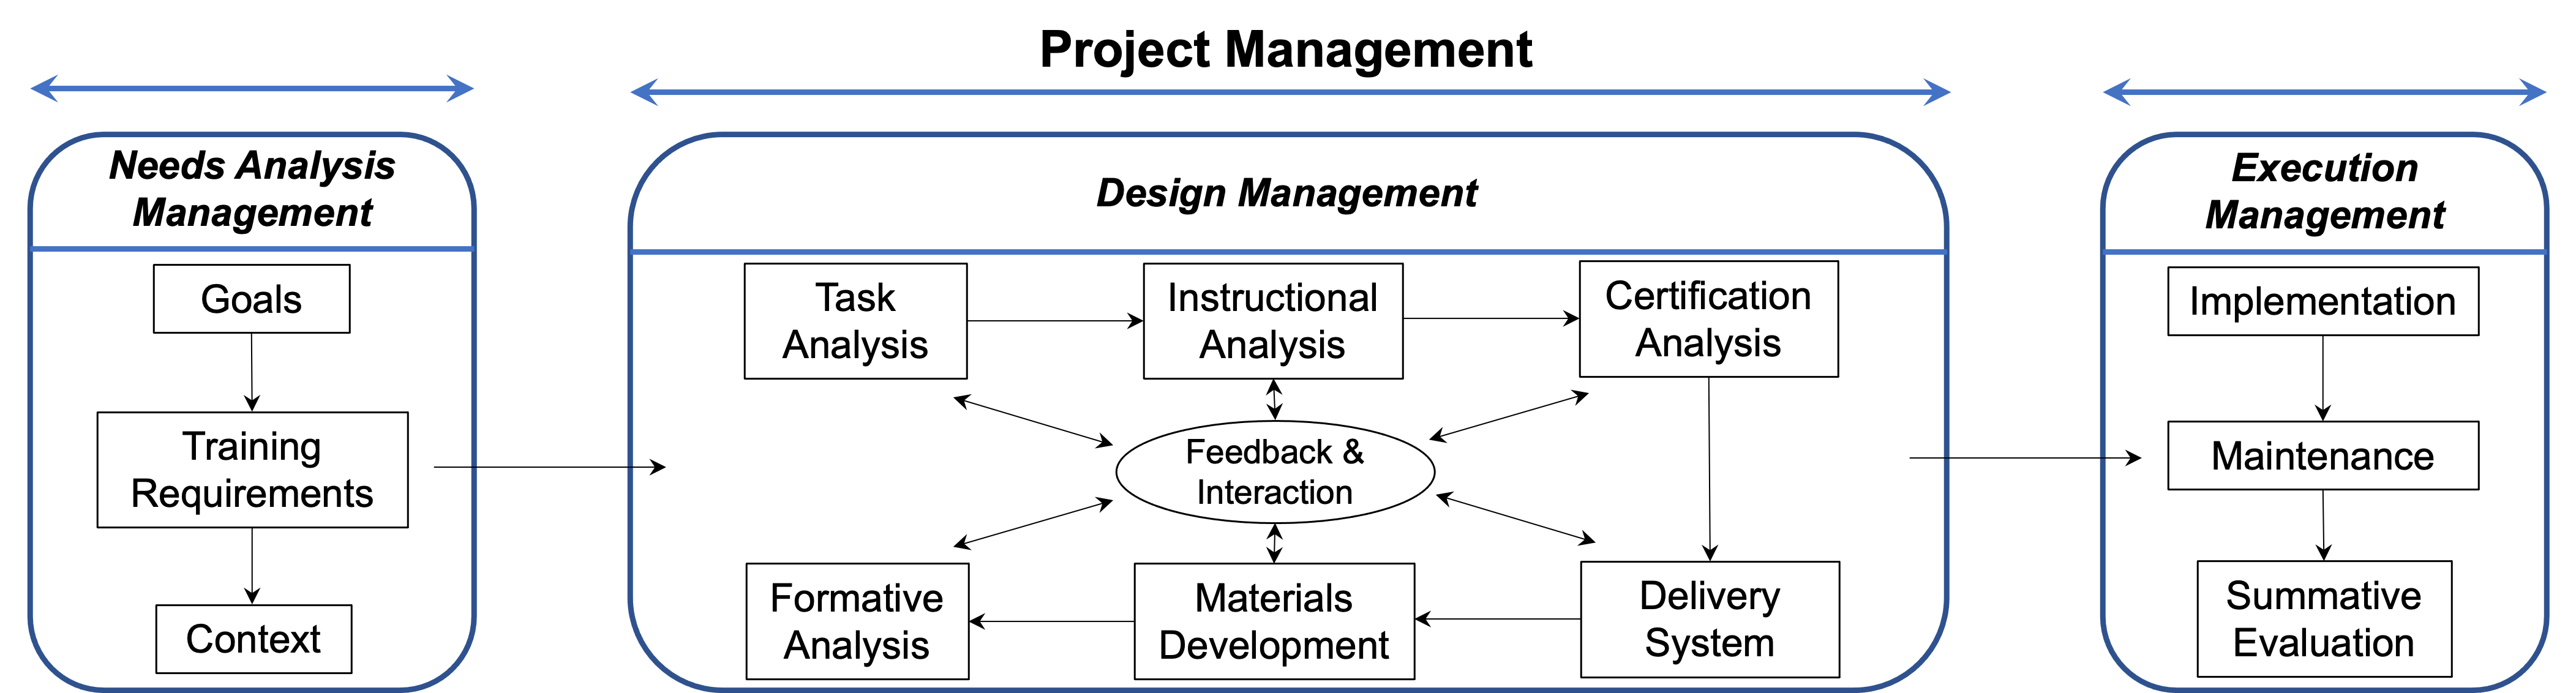 Project Management
Needs Analysis
Management
Goals
Training
Requirements
Context
Design Management
Task
Analysis
Instructional
Analysis
Certification
Analysis
Feedback &
Interaction
Formative
Analysis
Materials
Development
Delivery
System
Execution
Management
Implementation
Maintenance
Summative
Evaluation